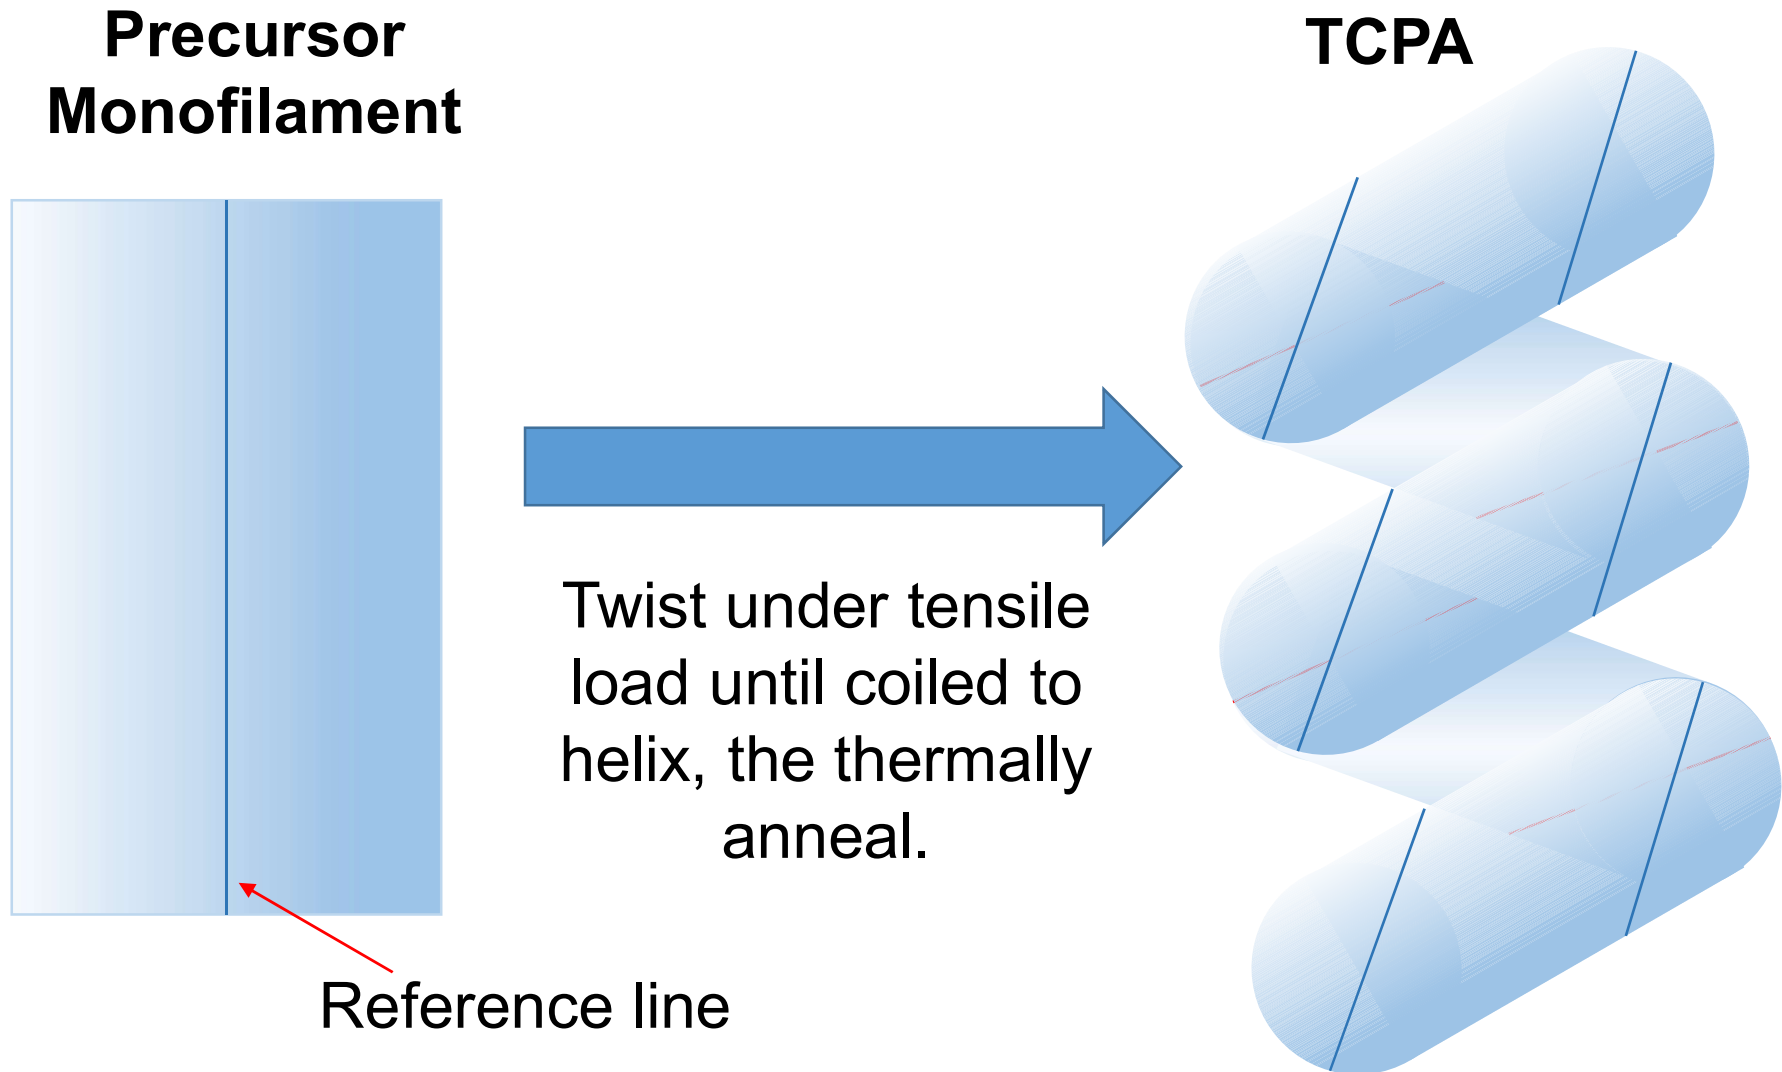 Precursor
Monofilament
TCPA
Twist under tensile
load until coiled to
helix, the thermally
anneal.
Reference line